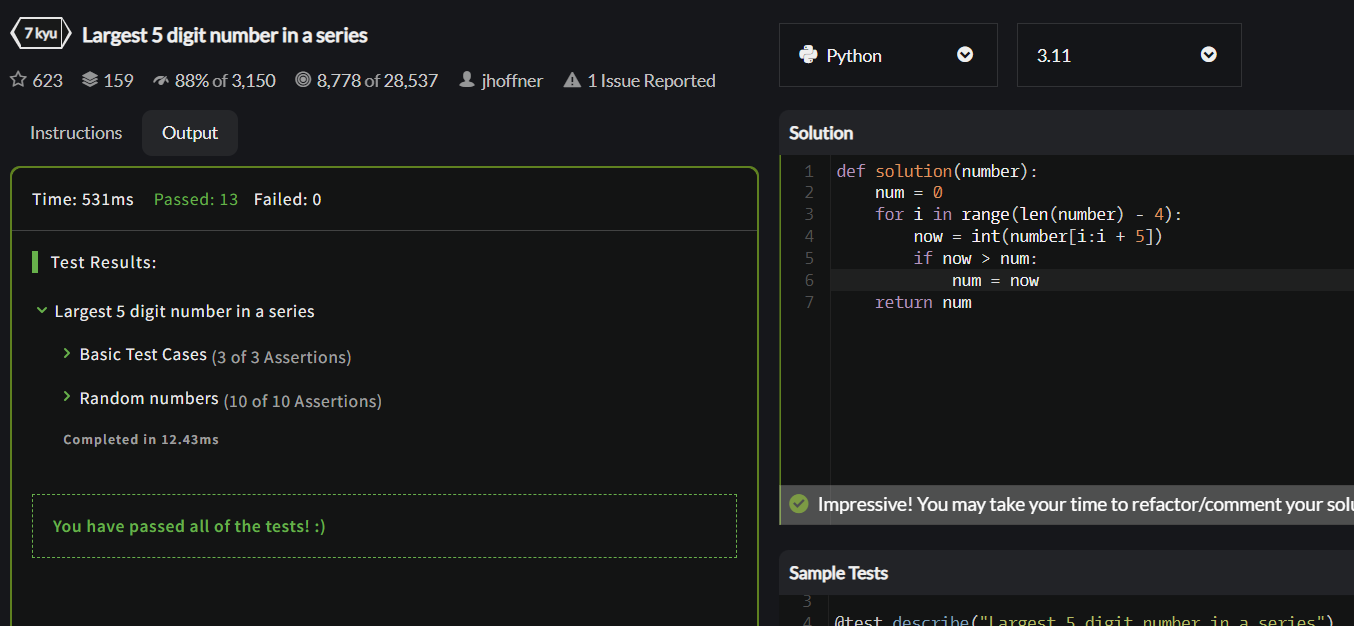 7 kyu Largest 5 digit number in a series
623 159 88% of 3,150 8,778 of 28,537 jhoffner 1 Issue Reported
Instructions Output
Time: 531ms Passed: 13 Failed: 0
Test Results:
Largest 5 digit number in a series
Basic Test Cases (3 of 3 Assertions)
Random numbers (10 of 10 Assertions)
Completed in 12.43ms
You have passed all of the tests! :)
Python 3.11
Solution
1 def solution(number):
2     num = 0
3     for i in range(len(number) - 4):
4         now = int(number[i:i + 5])
5         if now > num:
6             num = now
7     return num
Impressive! You may take your time to refactor/comment your solu
Sample Tests
3
4 @test.describe("Largest 5 digit number in a series")